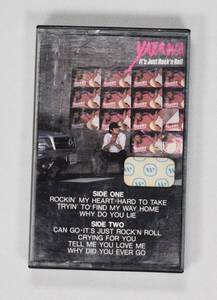 YAZAWA
It's Just Rock'n Roll
SIDE ONE
ROCKIN' MY HEART•HARD TO TAKE
TRYIN' TO FIND MY WAY HOME
WHY DO YOU LIE
SIDE TWO
CAN GO•IT'S JUST ROCK'N ROLL
CRYING FOR YOU
TELL ME YOU LOVE ME
WHY DID YOU EVER GO